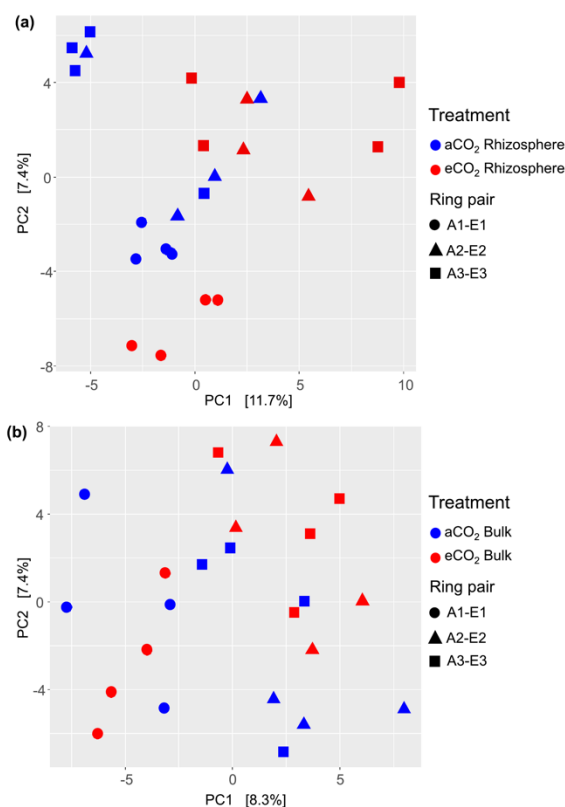 (a)
4
0
-4
-8
PC2 [7.4%]
-5
0
5
10
PC1 [11.7%]
Treatment
aCO₂ Rhizosphere
eCO₂ Rhizosphere
Ring pair
A1-E1
A2-E2
A3-E3
(b)
8
4
0
-4
PC2 [7.4%]
-5
0
5
PC1 [8.3%]
Treatment
aCO₂ Bulk
eCO₂ Bulk
Ring pair
A1-E1
A2-E2
A3-E3